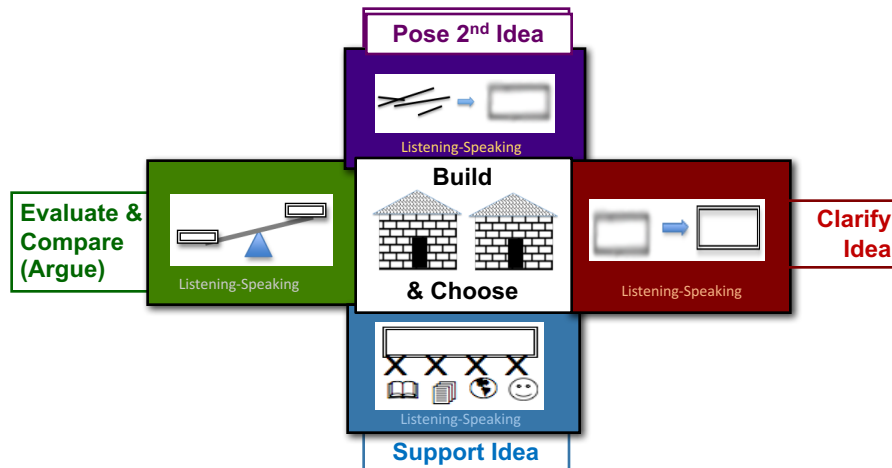 Pose 2nd Idea
Listening-Speaking
Build
Evaluate &
Compare
(Argue)
Listening-Speaking
Clarify
Idea
Listening-Speaking
& Choose
Listening-Speaking
Support Idea